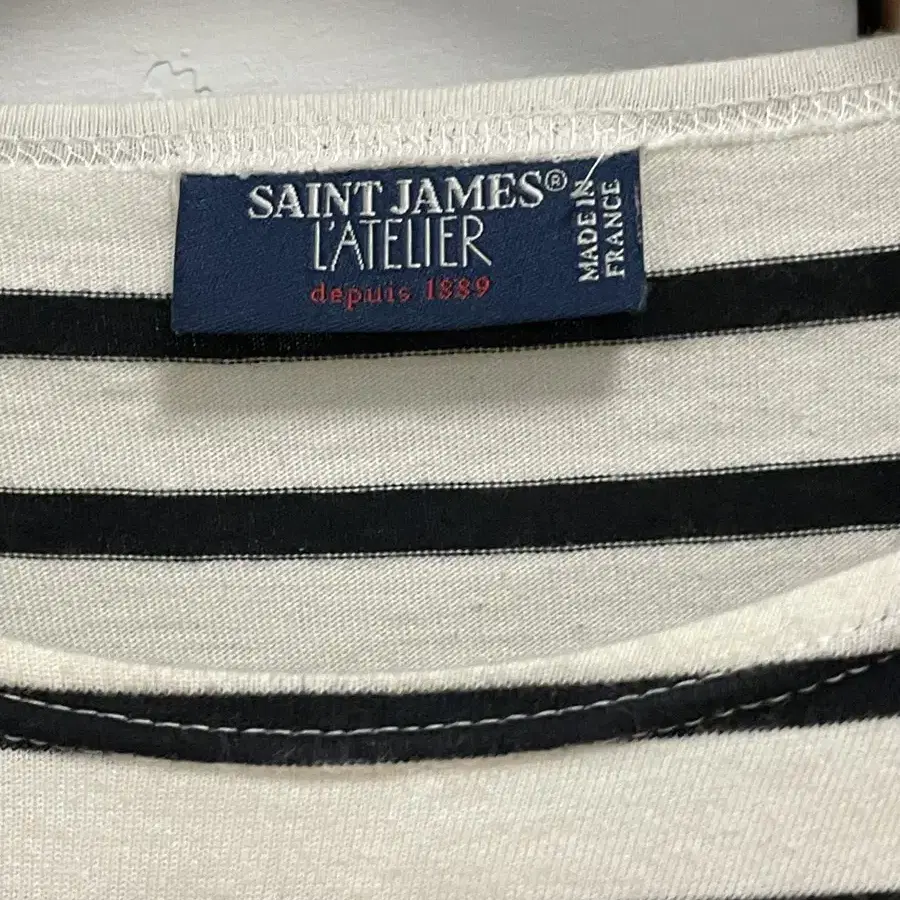 SAINT JAMES®
L'ATELIER
depuis 1889
MADE IN
FRANCE